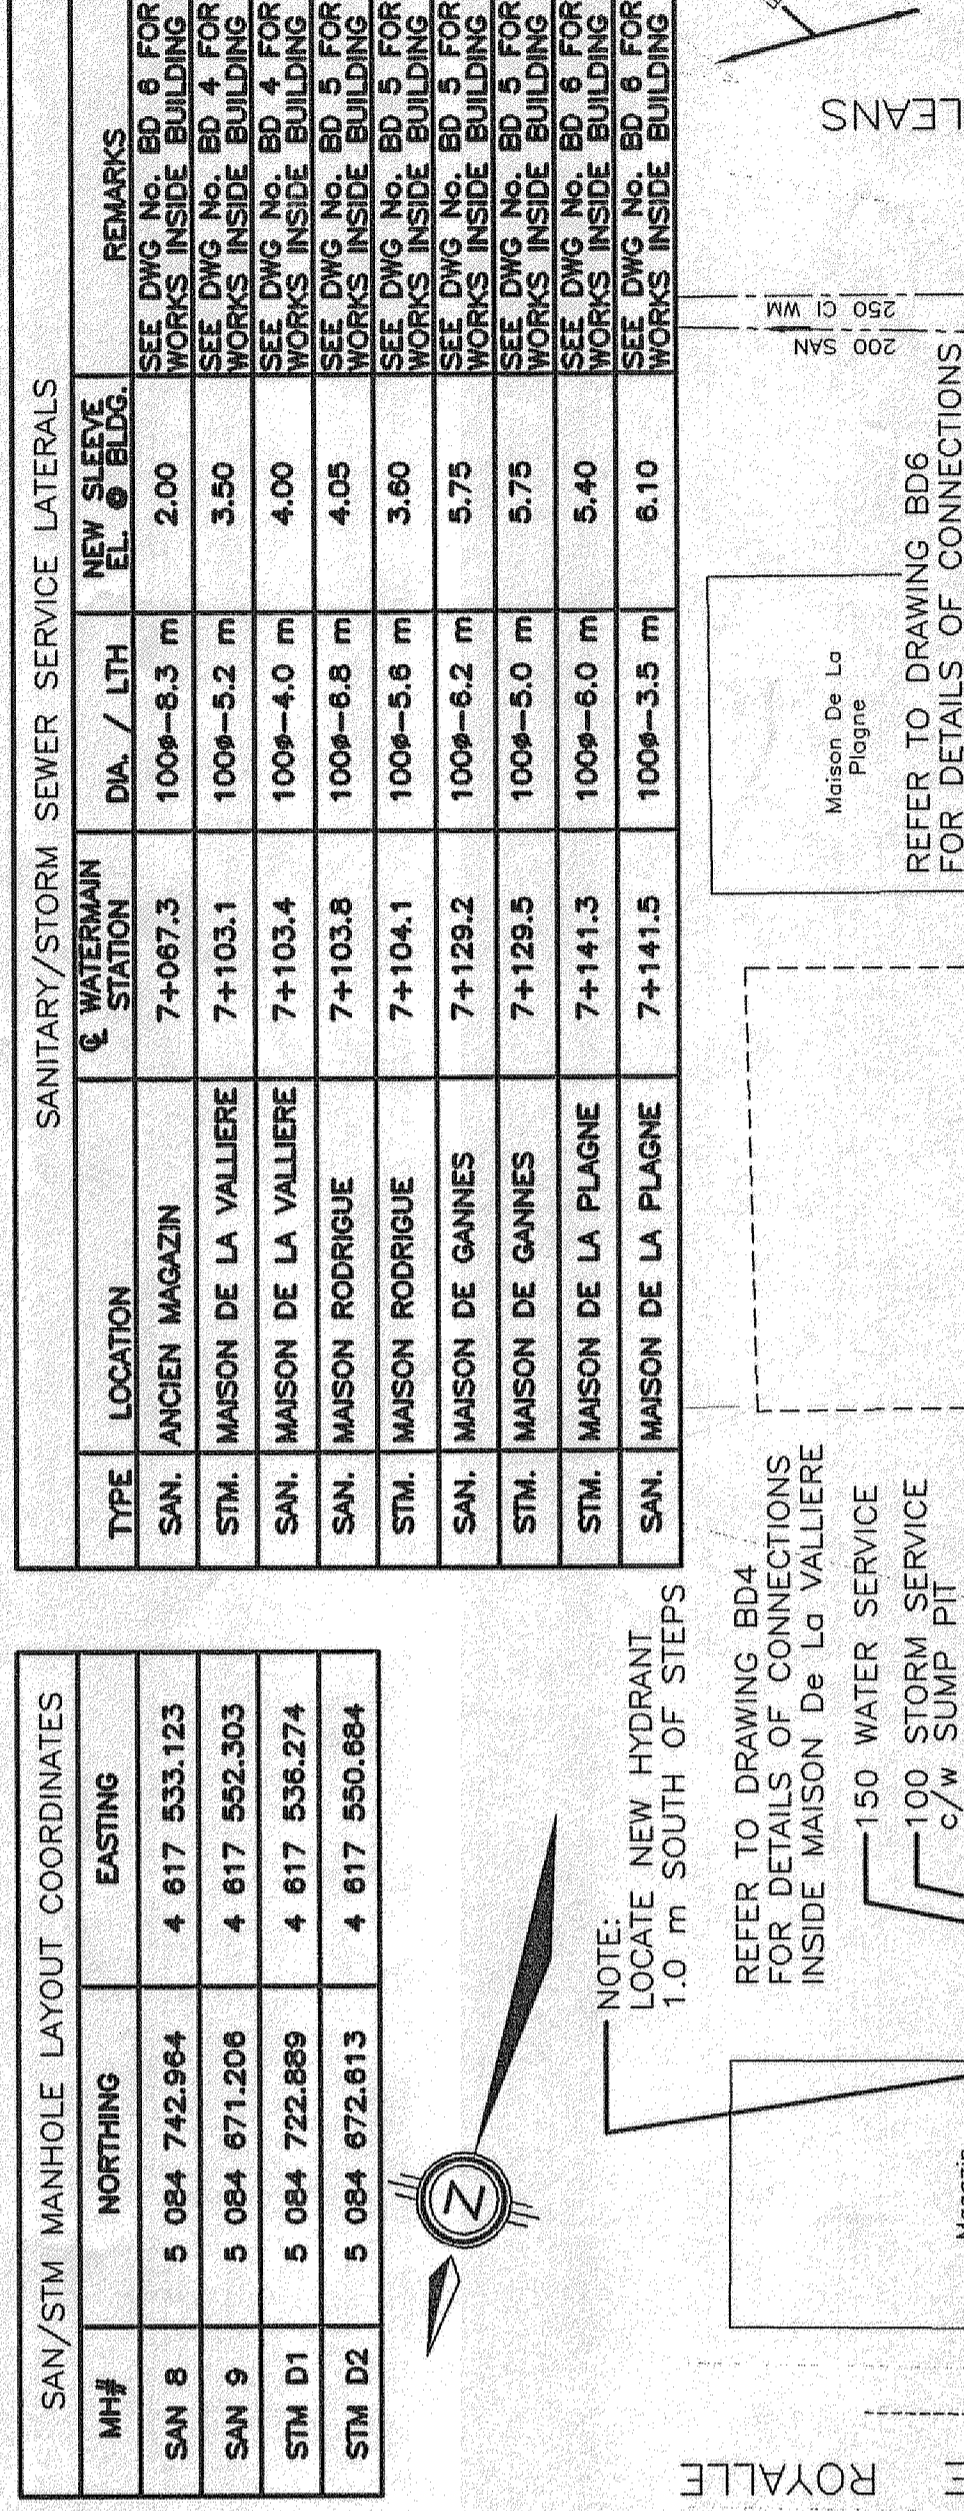 SAN/STM MANHOLE LAYOUT COORDINATES
MH# NORTHING EASTING
SAN 8 5 084 742.964 4 617 533.123
SAN 9 5 084 671.206 4 617 552.303
STM D1 5 084 722.889 4 617 536.274
STM D2 5 084 672.613 4 617 550.684
SANITARY/STORM SEWER SERVICE LATERALS
TYPE LOCATION ℄ WATERMAIN STATION DIA. / LTH NEW SLEEVE EL. @ BLDG. REMARKS
SAN. ANCIEN MAGAZIN 7+067.3 100ø-8.3 m 2.00 SEE DWG No. BD 6 FOR WORKS INSIDE BUILDING
STM. MAISON DE LA VALLIERE 7+103.1 100ø-5.2 m 3.50 SEE DWG No. BD 4 FOR WORKS INSIDE BUILDING
SAN. MAISON DE LA VALLIERE 7+103.4 100ø-4.0 m 4.00 SEE DWG No. BD 4 FOR WORKS INSIDE BUILDING
SAN. MAISON RODRIGUE 7+103.8 100ø-6.8 m 4.05 SEE DWG No. BD 5 FOR WORKS INSIDE BUILDING
STM. MAISON RODRIGUE 7+104.1 100ø-5.6 m 3.60 SEE DWG No. BD 5 FOR WORKS INSIDE BUILDING
SAN. MAISON DE GANNES 7+129.2 100ø-6.2 m 5.75 SEE DWG No. BD 5 FOR WORKS INSIDE BUILDING
STM. MAISON DE GANNES 7+129.5 100ø-5.0 m 5.75 SEE DWG No. BD 5 FOR WORKS INSIDE BUILDING
STM. MAISON DE LA PLAGNE 7+141.3 100ø-6.0 m 5.40 SEE DWG No. BD 6 FOR WORKS INSIDE BUILDING
SAN. MAISON DE LA PLAGNE 7+141.5 100ø-3.5 m 6.10 SEE DWG No. BD 6 FOR WORKS INSIDE BUILDING
N
NOTE:
LOCATE NEW HYDRANT
1.0 m SOUTH OF STEPS
REFER TO DRAWING BD4
FOR DETAILS OF CONNECTIONS
INSIDE MAISON De La VALLIERE
150 WATER SERVICE
100 STORM SERVICE
c/w SUMP PIT
Maison De La
Plagne
REFER TO DRAWING BD6
FOR DETAILS OF CONNECTIONS
250 CI WM
200 SAN
LEANS
ROYALLE